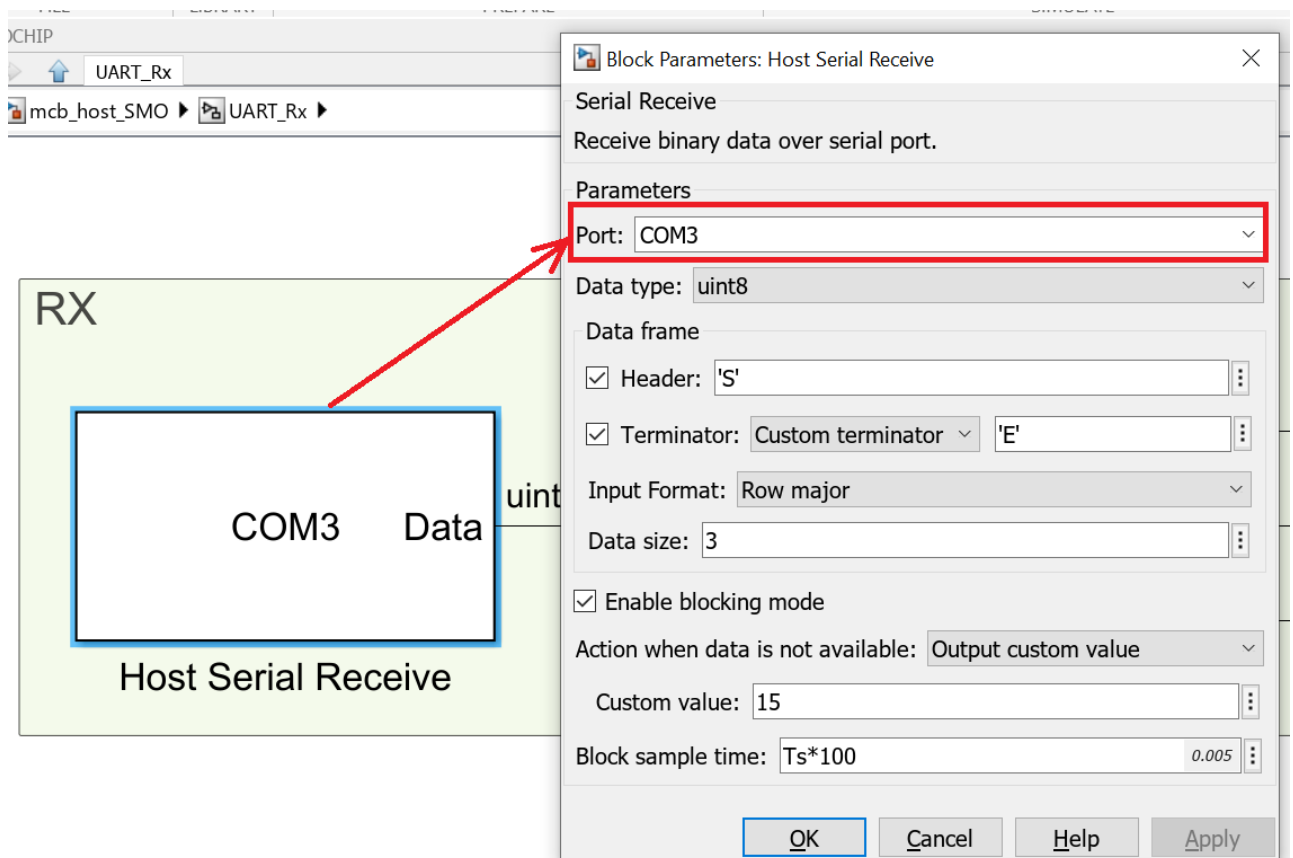 OCHIP
UART_Rx
mcb_host_SMO
UART_Rx
RX
COM3 Data
uint
Host Serial Receive
Block Parameters: Host Serial Receive
Serial Receive
Receive binary data over serial port.
Parameters
Port: COM3
Data type: uint8
Data frame
Header: 'S'
Terminator: Custom terminator 'E'
Input Format: Row major
Data size: 3
Enable blocking mode
Action when data is not available: Output custom value
Custom value: 15
Block sample time: Ts*100 0.005
OK Cancel Help Apply